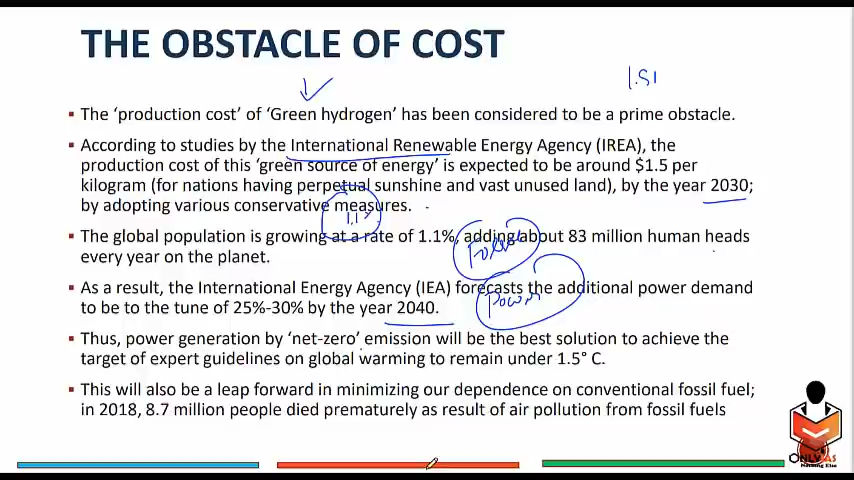 THE OBSTACLE OF COST
1.5
▪ The 'production cost' of 'Green hydrogen' has been considered to be a prime obstacle.
▪ According to studies by the International Renewable Energy Agency (IREA), the
production cost of this 'green source of energy' is expected to be around $1.5 per
kilogram (for nations having perpetual sunshine and vast unused land), by the year 2030;
by adopting various conservative measures.
1.1%
▪ The global population is growing at a rate of 1.1%, adding about 83 million human heads
every year on the planet.
▪ As a result, the International Energy Agency (IEA) forecasts the additional power demand
to be to the tune of 25%-30% by the year 2040.
Power
▪ Thus, power generation by 'net-zero' emission will be the best solution to achieve the
target of expert guidelines on global warming to remain under 1.5° C.
▪ This will also be a leap forward in minimizing our dependence on conventional fossil fuel;
in 2018, 8.7 million people died prematurely as result of air pollution from fossil fuels
ONLY IAS
Nothing Else